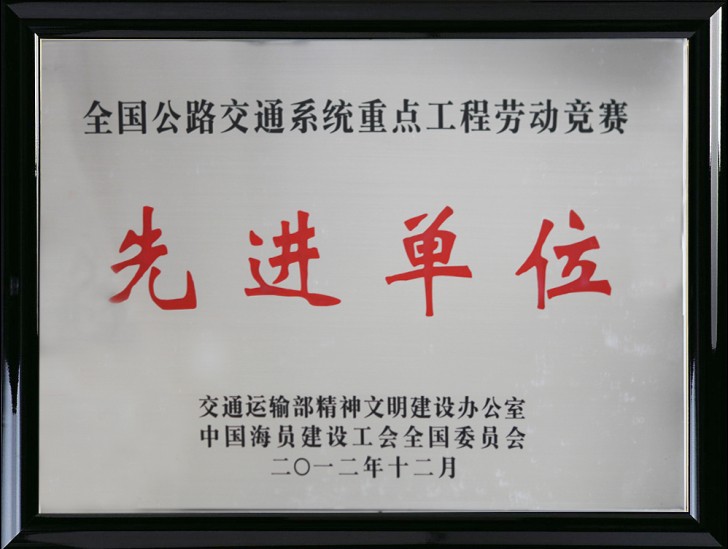 全国公路交通系统重点工程劳动竞赛
先进单位
交通运输部精神文明建设办公室
中国海员建设工会全国委员会
二〇一二年十二月